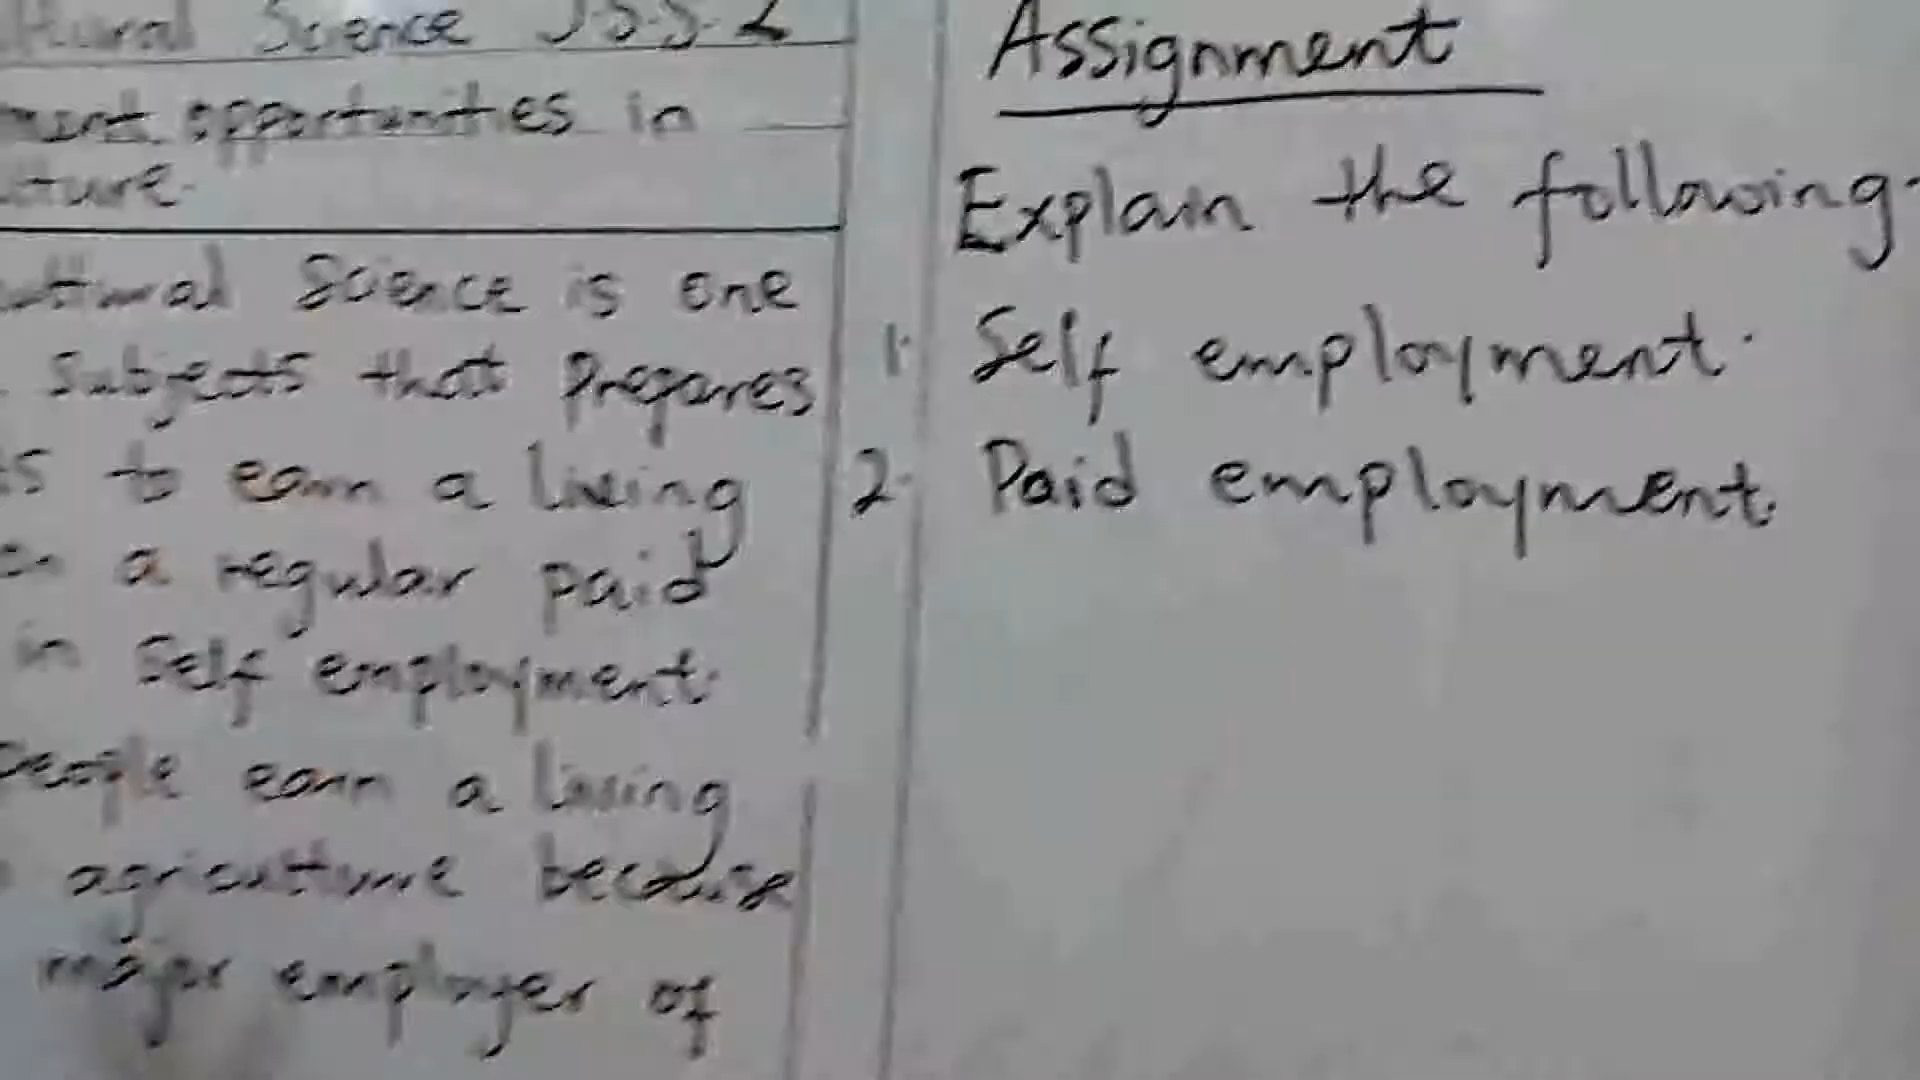 Science J.S.S. 2
opportunities in
Science is one
Subjects that prepares
to earn a living
a regular paid
in Self employment.
People earn a living
agriculture because
major employer of
Assignment
Explain the following.
1. Self employment.
2. Paid employment.